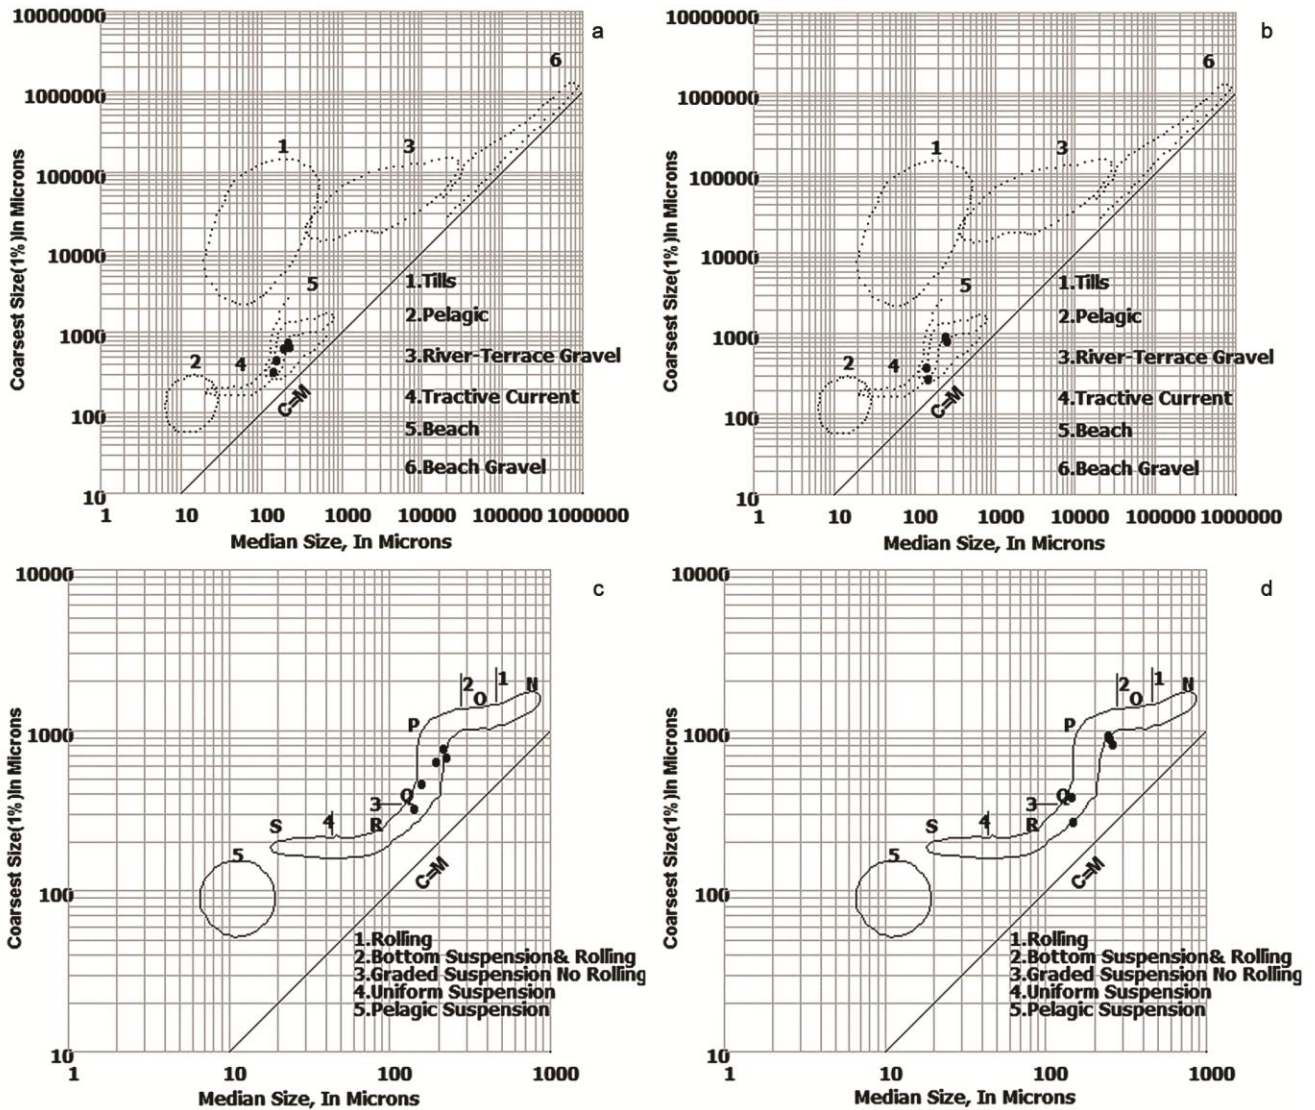 a
10000000
1000000
100000
10000
1000
100
10
Coarsest Size(1%)In Microns
6
1
3
5
2
4
C=M
1.Tills
2.Pelagic
3.River-Terrace Gravel
4.Tractive Current
5.Beach
6.Beach Gravel
1 10 100 1000 10000 100000 1000000
Median Size, In Microns
b
10000000
1000000
100000
10000
1000
100
10
Coarsest Size(1%)In Microns
6
1
3
5
2
4
C=M
1.Tills
2.Pelagic
3.River-Terrace Gravel
4.Tractive Current
5.Beach
6.Beach Gravel
1 10 100 1000 10000 100000 1000000
Median Size, In Microns
c
10000
1000
100
10
Coarsest Size(1%)In Microns
2 1
O N
P
3 Q
S 4 R
5
C=M
1.Rolling
2.Bottom Suspension& Rolling
3.Graded Suspension No Rolling
4.Uniform Suspension
5.Pelagic Suspension
1 10 100 1000
Median Size, In Microns
d
10000
1000
100
10
Coarsest Size(1%)In Microns
2 1
O N
P
3 Q
S 4 R
5
C=M
1.Rolling
2.Bottom Suspension& Rolling
3.Graded Suspension No Rolling
4.Uniform Suspension
5.Pelagic Suspension
1 10 100 1000
Median Size, In Microns